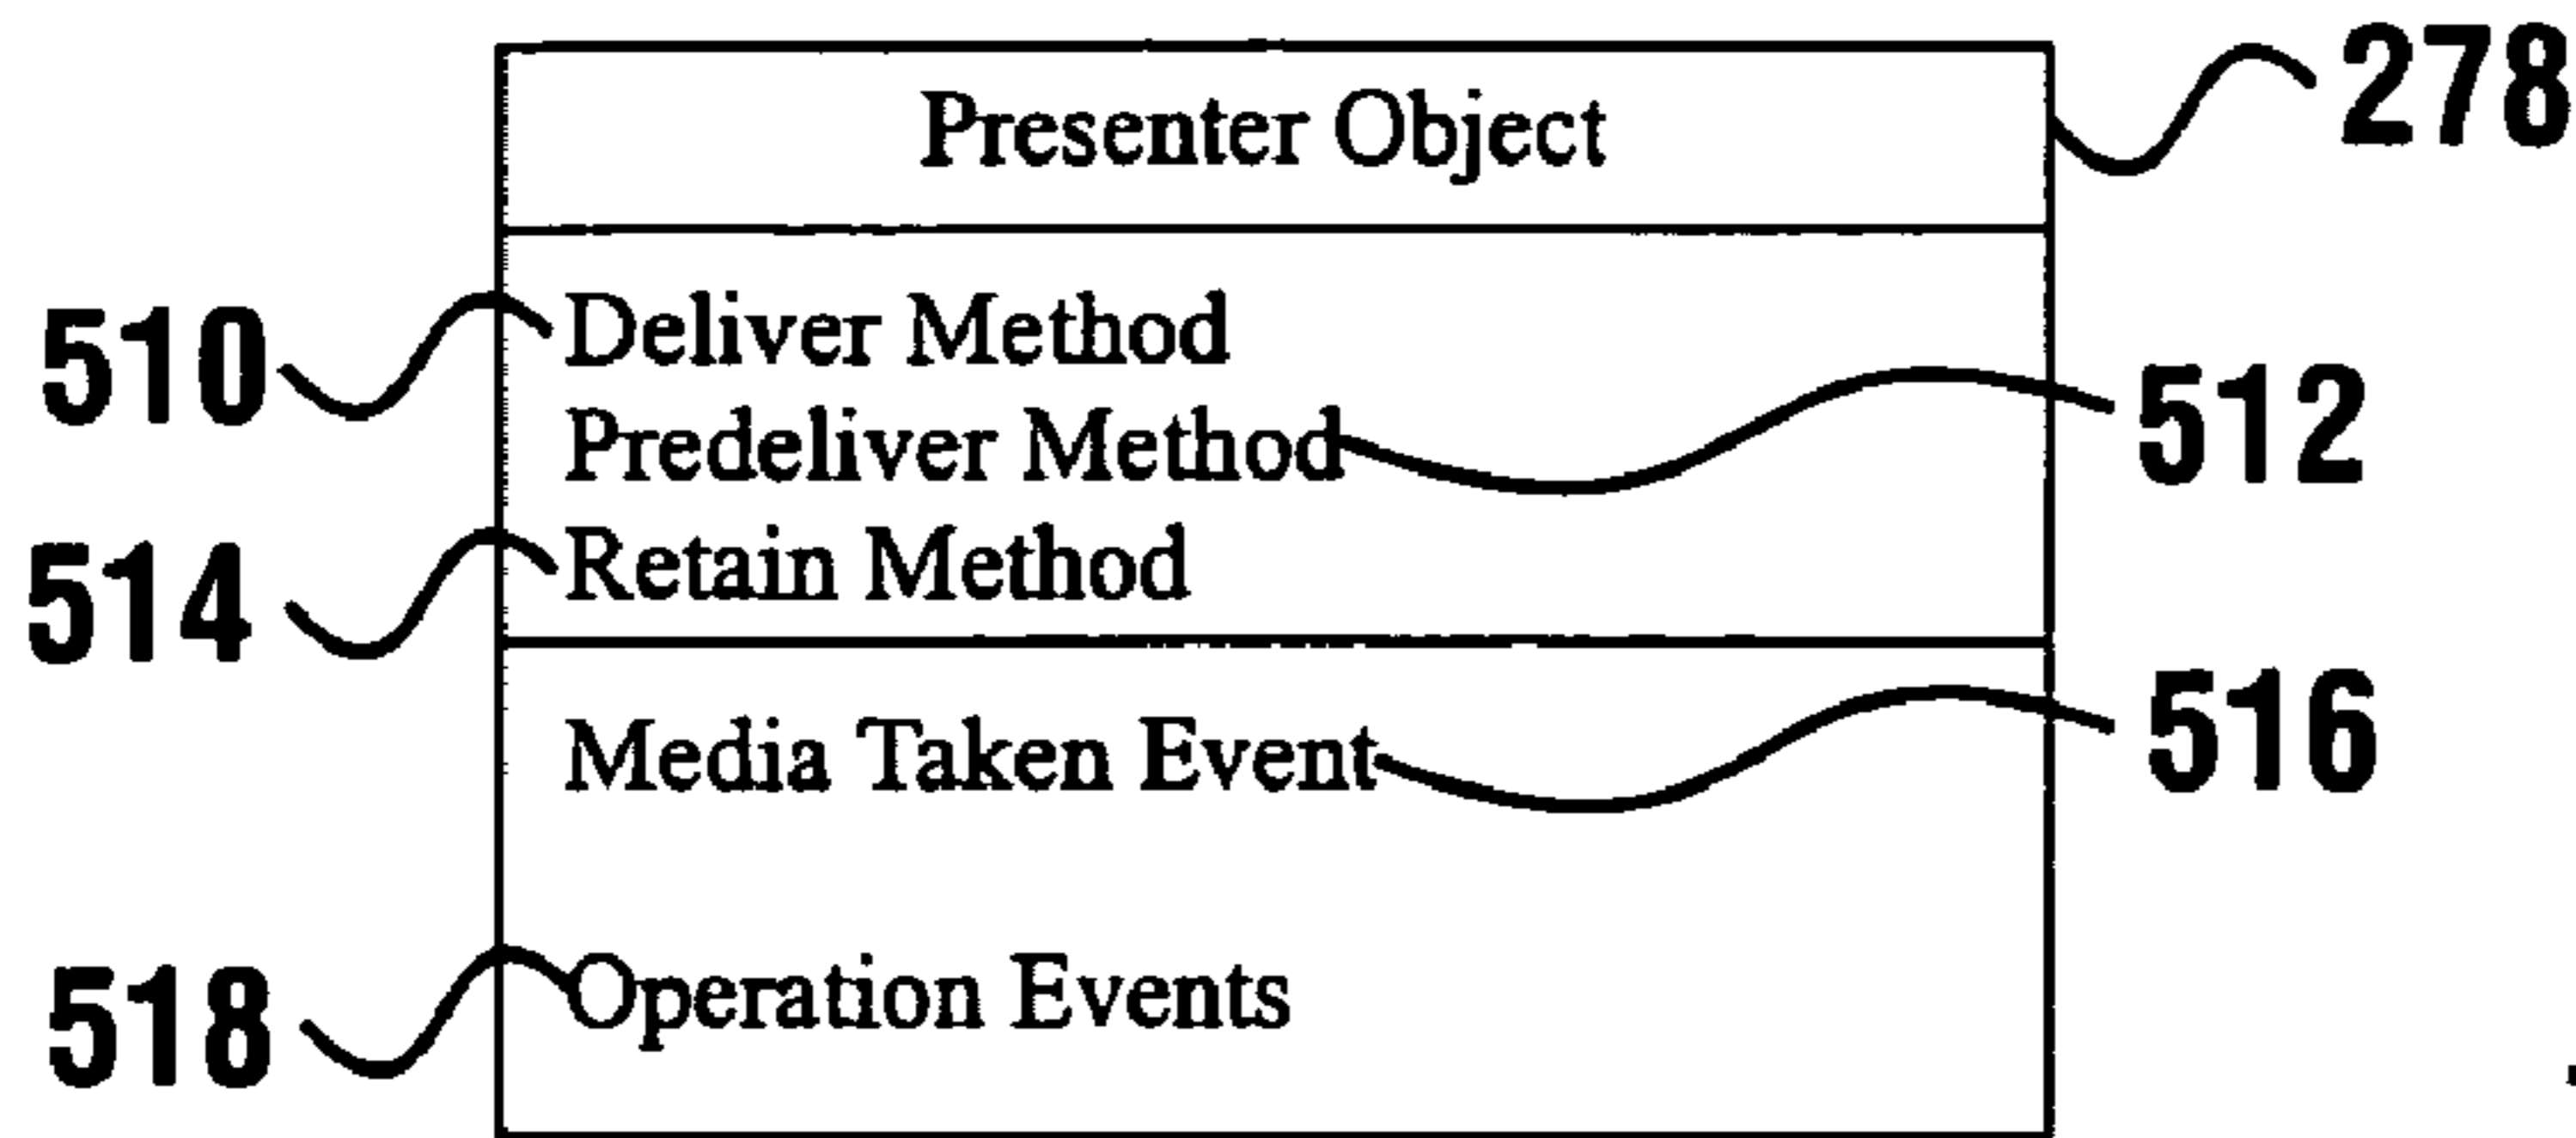 Presenter Object 278
510 Deliver Method
Predeliver Method 512
514 Retain Method
Media Taken Event 516
518 Operation Events